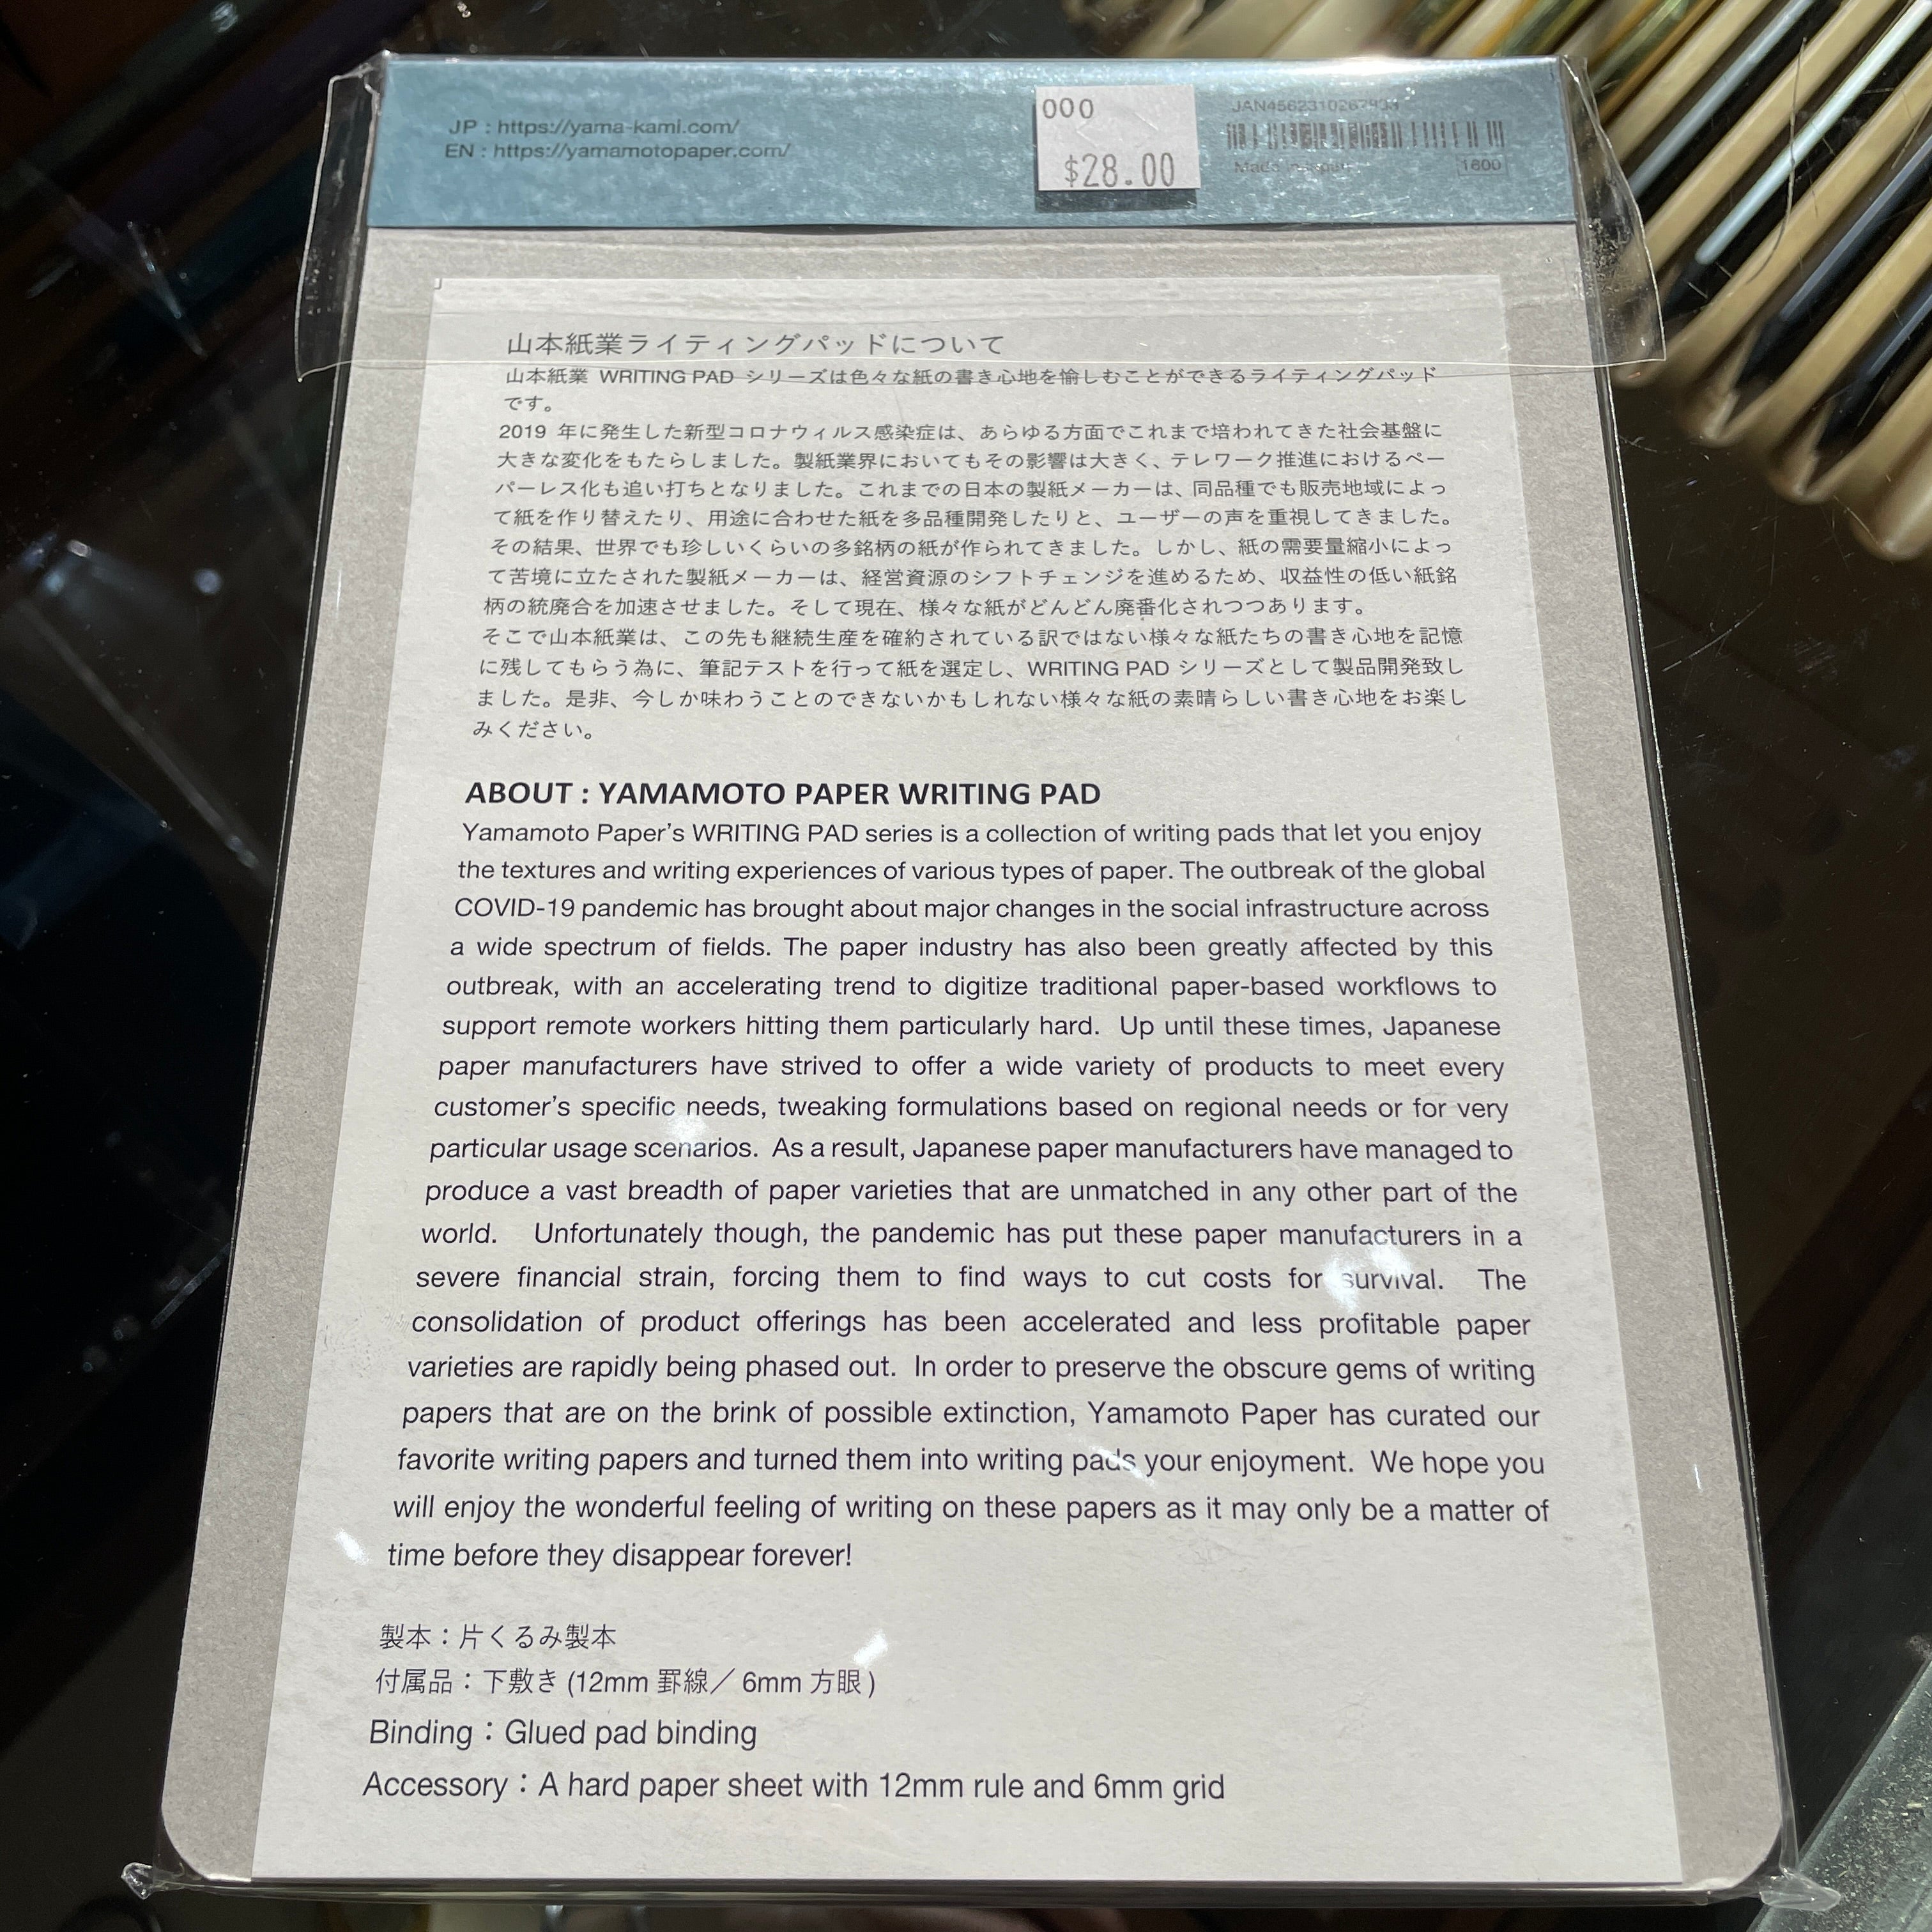 JP : https://yama-kami.com/
EN : https://yamamotopaper.com/
000
$28.00
Made in
1800
山本紙業ライティングパッドについて
山本紙業 WRITING PAD シリーズは色々な紙の書き心地を愉しむことができるライティングパッド
です。
2019 年に発生した新型コロナウィルス感染症は、あらゆる方面でこれまで培われてきた社会基盤に
大きな変化をもたらしました。製紙業界においてもその影響は大きく、テレワーク推進におけるペー
パーレス化も追い打ちとなりました。これまでの日本の製紙メーカーは、同品種でも販売地域によっ
て紙を作り替えたり、用途に合わせた紙を多品種開発したりと、ユーザーの声を重視してきました。
その結果、世界でも珍しいくらいの多銘柄の紙が作られてきました。しかし、紙の需要量縮小によっ
て苦境に立たされた製紙メーカーは、経営資源のシフトチェンジを進めるため、収益性の低い紙銘
柄の統廃合を加速させました。そして現在、様々な紙がどんどん廃番化されつつあります。
そこで山本紙業は、この先も継続生産を確約されている訳ではない様々な紙たちの書き心地を記憶
に残してもらう為に、筆記テストを行って紙を選定し、WRITING PAD シリーズとして製品開発致し
ました。是非、今しか味わうことのできないかもしれない様々な紙の素晴らしい書き心地をお楽し
みください。
ABOUT : YAMAMOTO PAPER WRITING PAD
Yamamoto Paper’s WRITING PAD series is a collection of writing pads that let you enjoy
the textures and writing experiences of various types of paper. The outbreak of the global
COVID-19 pandemic has brought about major changes in the social infrastructure across
a wide spectrum of fields. The paper industry has also been greatly affected by this
outbreak, with an accelerating trend to digitize traditional paper-based workflows to
support remote workers hitting them particularly hard. Up until these times, Japanese
paper manufacturers have strived to offer a wide variety of products to meet every
customer’s specific needs, tweaking formulations based on regional needs or for very
particular usage scenarios. As a result, Japanese paper manufacturers have managed to
produce a vast breadth of paper varieties that are unmatched in any other part of the
world. Unfortunately though, the pandemic has put these paper manufacturers in a
severe financial strain, forcing them to find ways to cut costs for survival. The
consolidation of product offerings has been accelerated and less profitable paper
varieties are rapidly being phased out. In order to preserve the obscure gems of writing
papers that are on the brink of possible extinction, Yamamoto Paper has curated our
favorite writing papers and turned them into writing pads your enjoyment. We hope you
will enjoy the wonderful feeling of writing on these papers as it may only be a matter of
time before they disappear forever!
製本：片くるみ製本
付属品：下敷き (12mm 罫線／ 6mm 方眼 )
Binding：Glued pad binding
Accessory：A hard paper sheet with 12mm rule and 6mm grid